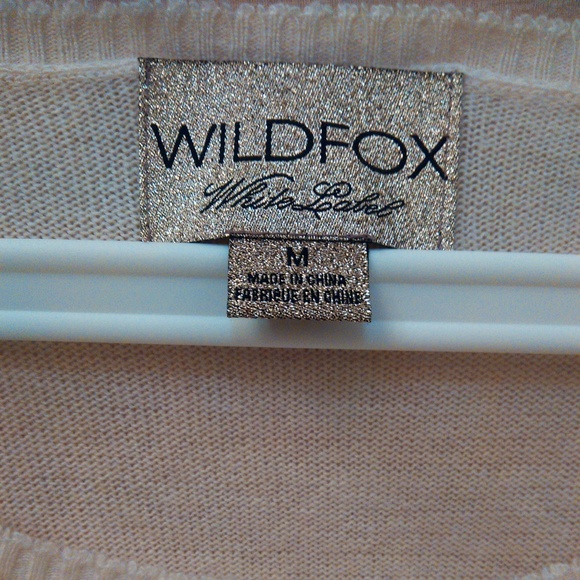 WILDFOX
White Label
M
MADE IN CHINA
FABRIQUE EN CHINE